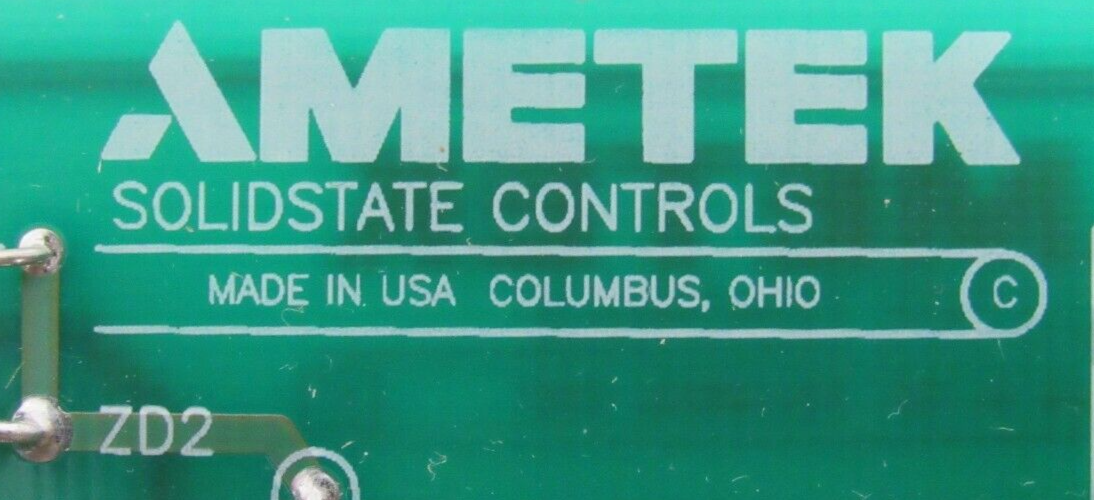 AMETEK
SOLIDSTATE CONTROLS
MADE IN USA COLUMBUS, OHIO C
ZD2